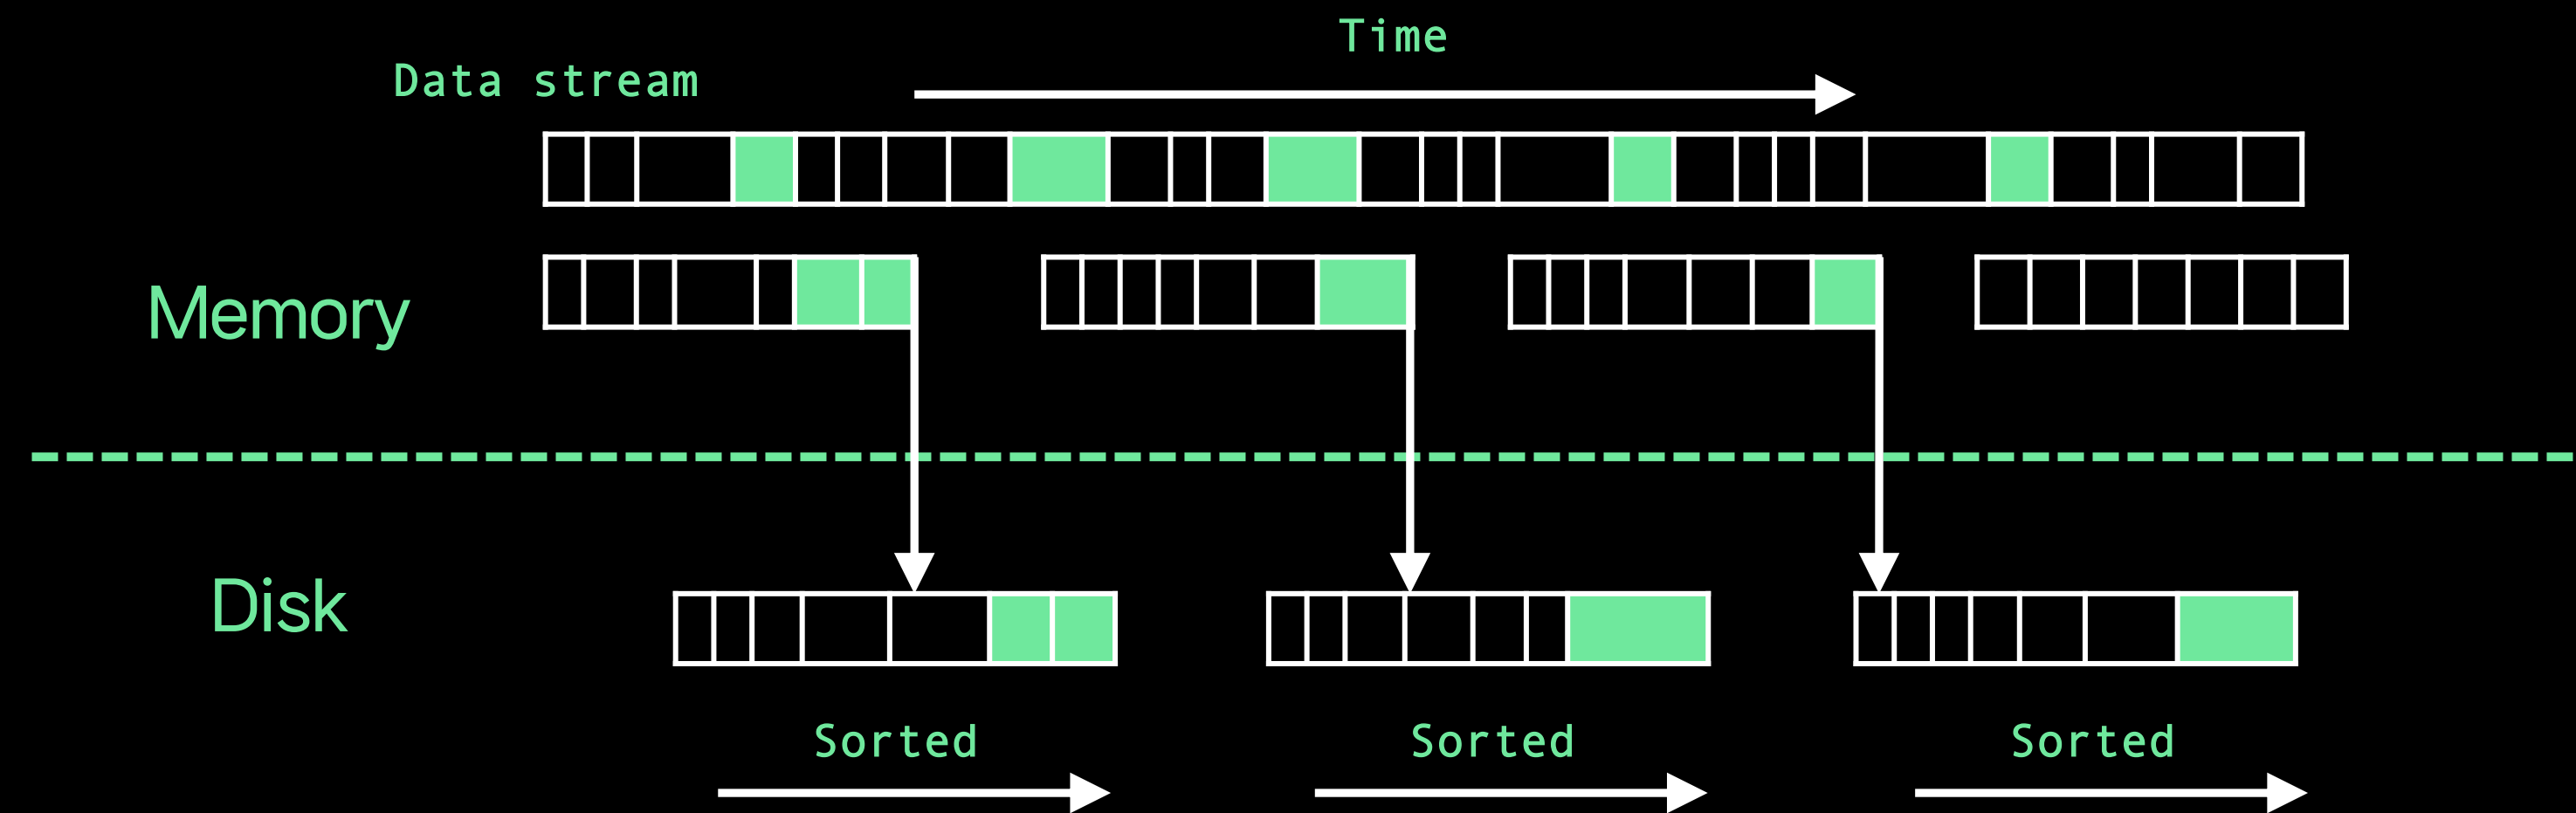 Time
Data stream
Memory
Disk
Sorted
Sorted
Sorted